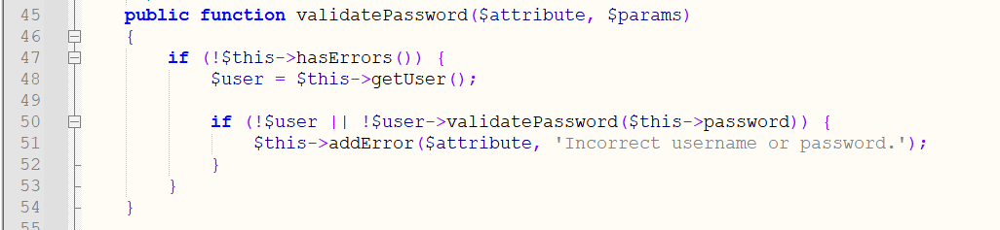 45 public function validatePassword($attribute, $params)
46 {
47 if (!$this->hasErrors()) {
48 $user = $this->getUser();
49
50 if (!$user || !$user->validatePassword($this->password)) {
51 $this->addError($attribute, 'Incorrect username or password.');
52 }
53 }
54 }
55